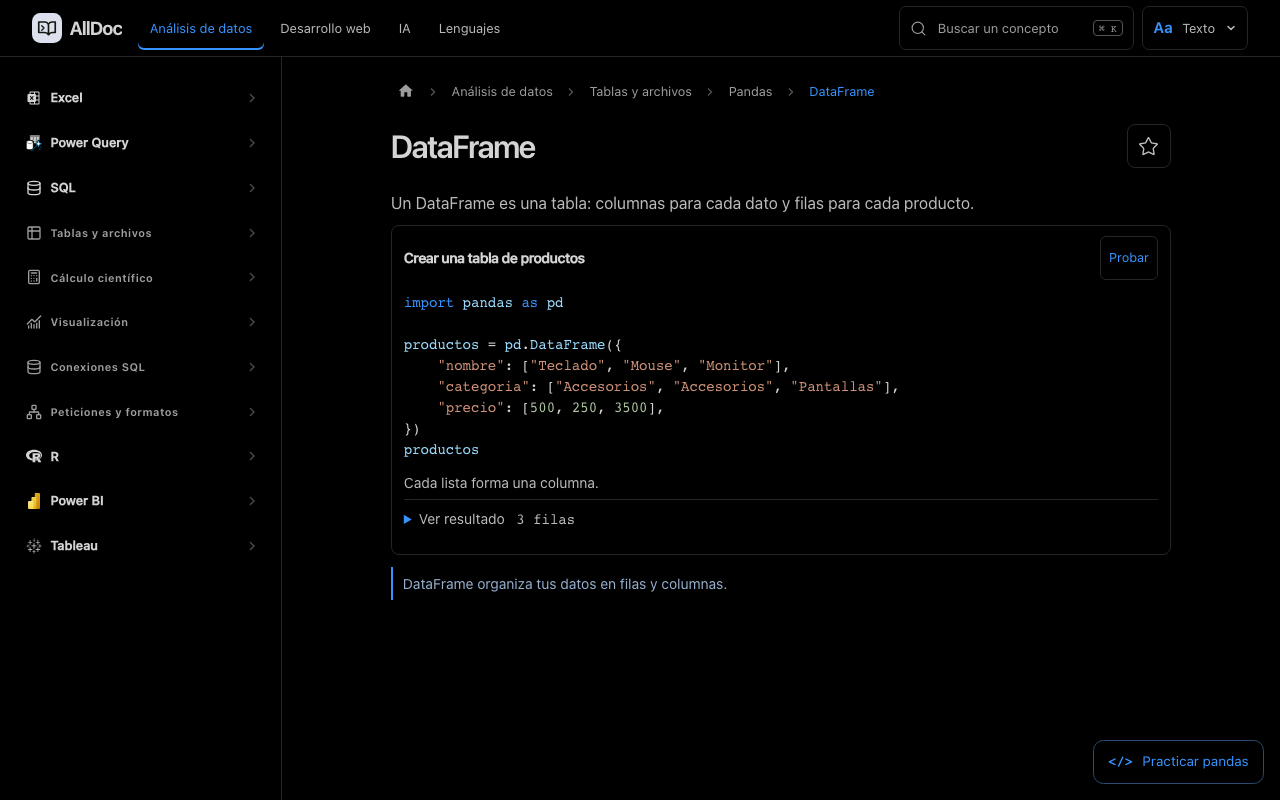 AllDoc
Análisis de datos
Desarrollo web
IA
Lenguajes
Buscar un concepto
⌘ K
Aa Texto
Excel
Power Query
SQL
Tablas y archivos
Cálculo científico
Visualización
Conexiones SQL
Peticiones y formatos
R
Power BI
Tableau
Análisis de datos > Tablas y archivos > Pandas > DataFrame
DataFrame
Un DataFrame es una tabla: columnas para cada dato y filas para cada producto.
Crear una tabla de productos
Probar
import pandas as pd
productos = pd.DataFrame({
    "nombre": ["Teclado", "Mouse", "Monitor"],
    "categoria": ["Accesorios", "Accesorios", "Pantallas"],
    "precio": [500, 250, 3500],
})
productos
Cada lista forma una columna.
Ver resultado 3 filas
DataFrame organiza tus datos en filas y columnas.
</> Practicar pandas